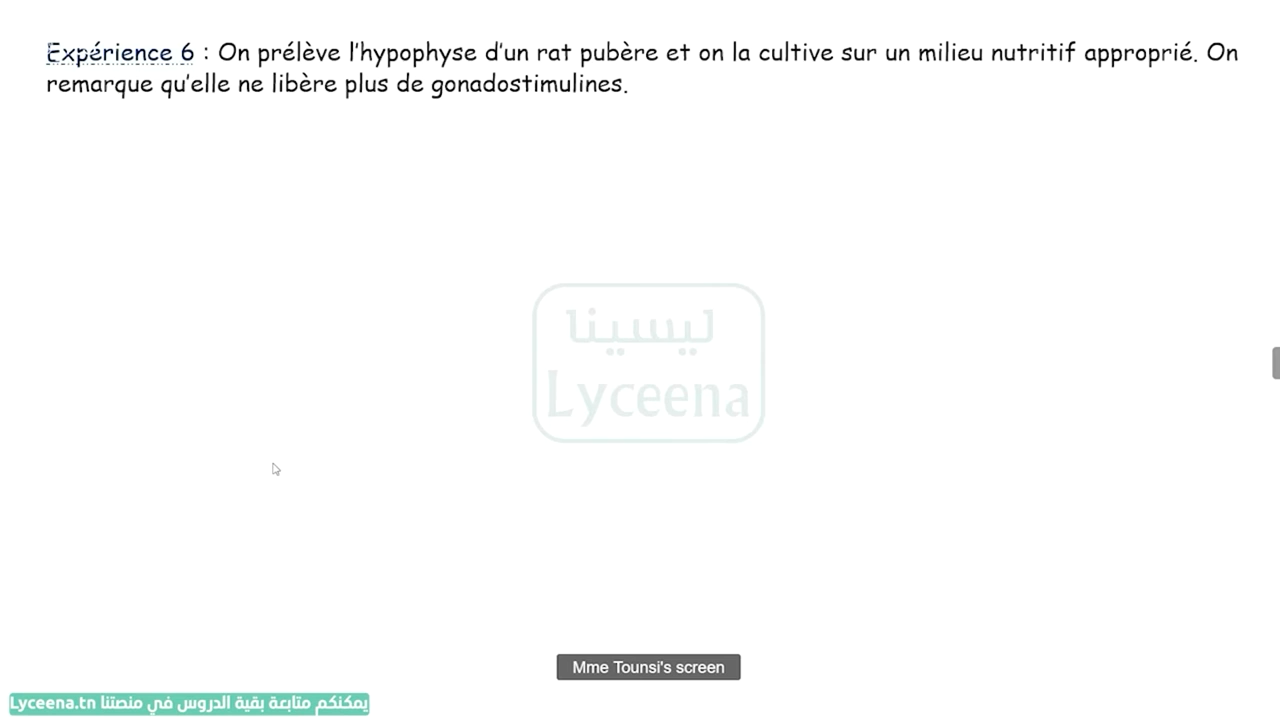 Expérience 6 : On prélève l'hypophyse d'un rat pubère et on la cultive sur un milieu nutritif approprié. On
remarque qu'elle ne libère plus de gonadostimulines.
ليسينا
Lyceena
Mme Tounsi's screen
يمكنكم متابعة بقية الدروس في منصتنا Lyceena.tn